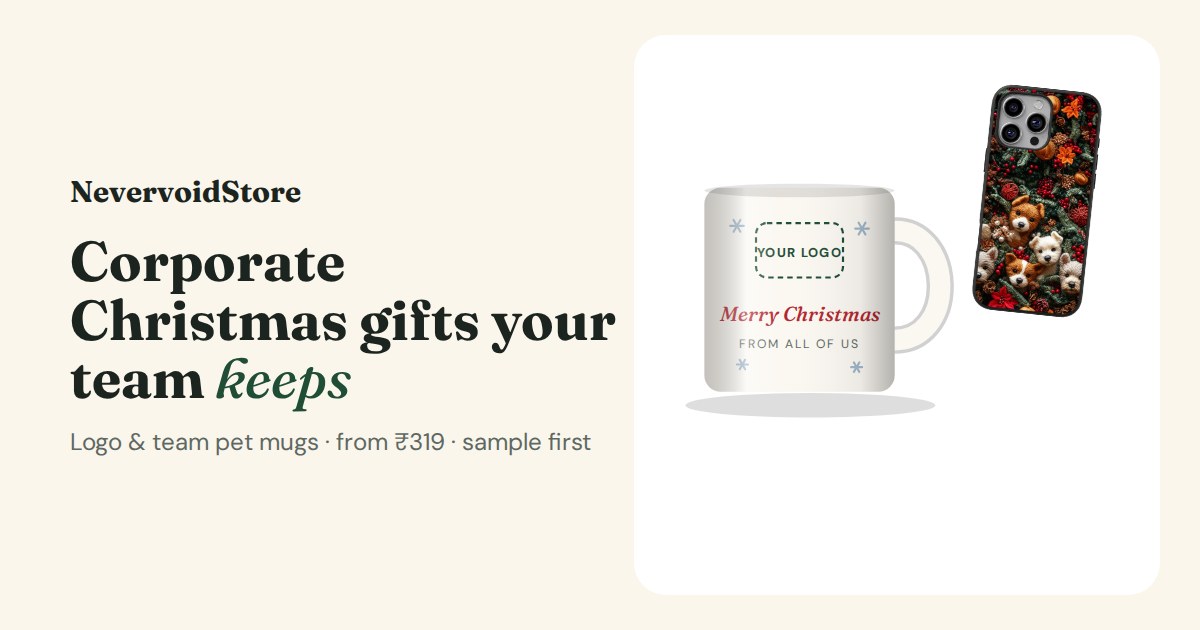 NevervoidStore
Corporate
Christmas gifts your
team keeps
Logo & team pet mugs · from ₹319 · sample first
YOUR LOGO
Merry Christmas
FROM ALL OF US